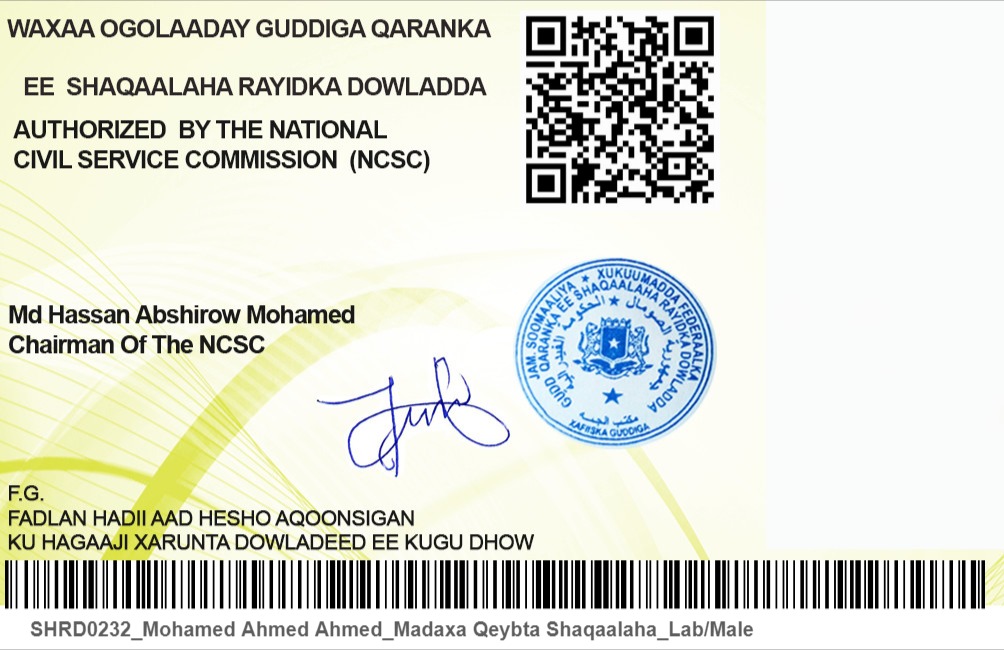 WAXAA OGOLAADAY GUDDIGA QARANKA
EE SHAQAALAHA RAYIDKA DOWLADDA
AUTHORIZED BY THE NATIONAL
CIVIL SERVICE COMMISSION (NCSC)
JAM. SOOMAALIYA ★ XUKUUMADDA FEDERAALKA
GUDD QARANKA EE SHAQAALAHA RAYIDKA DOWLADDA
جمهورية الصومال ★ الحكومة الفيدرالية
مكتب
XAFIISKA GUDDIGA
Md Hassan Abshirow Mohamed
Chairman Of The NCSC
F.G.
FADLAN HADII AAD HESHO AQOONSIGAN
KU HAGAAJI XARUNTA DOWLADEED EE KUGU DHOW
SHRD0232_Mohamed Ahmed Ahmed_Madaxa Qeybta Shaqaalaha_Lab/Male